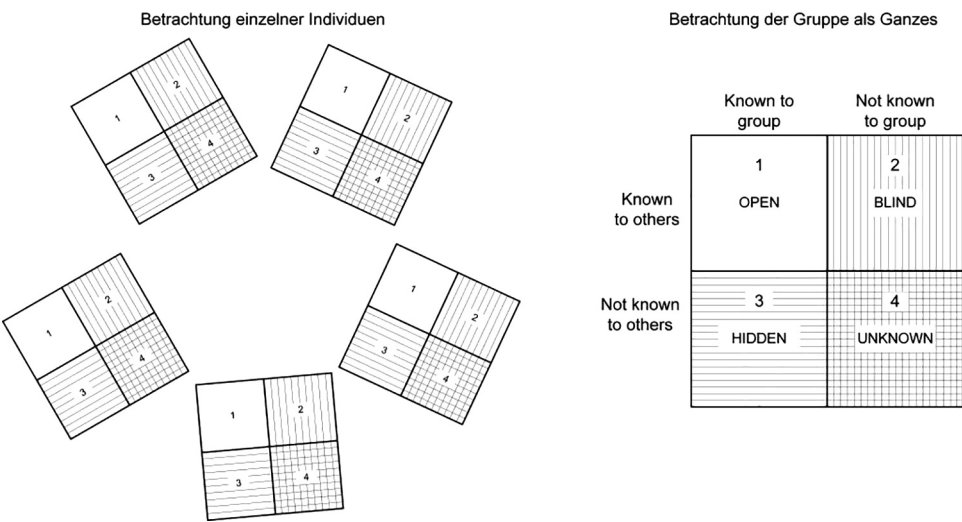 Betrachtung einzelner Individuen
1
2
3
4
1
2
3
4
1
2
3
4
1
2
3
4
1
2
3
4
Betrachtung der Gruppe als Ganzes
Known to
group
Not known
to group
Known
to others
Not known
to others
1
OPEN
2
BLIND
3
HIDDEN
4
UNKNOWN